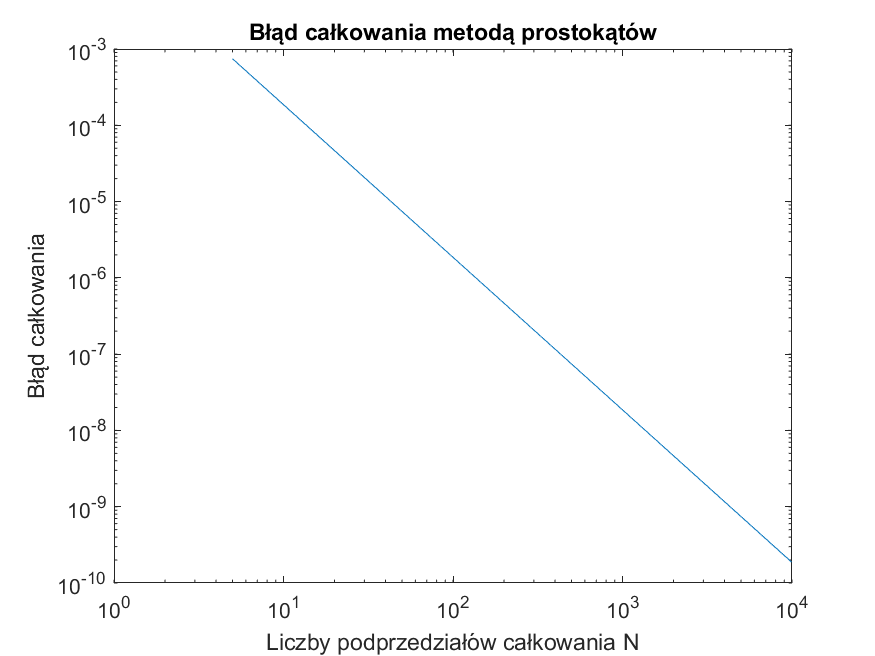 Błąd całkowania metodą prostokątów
10^-3
10^-4
10^-5
10^-6
10^-7
10^-8
10^-9
10^-10
Błąd całkowania
10^0 10^1 10^2 10^3 10^4
Liczby podprzedziałów całkowania N